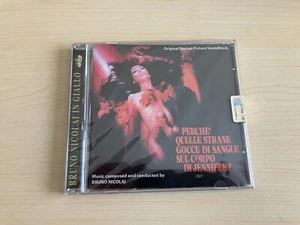 Original Motion Picture Soundtrack
BRUNO NICOLAI IN GIALLO
PERCHE'
QUELLE STRANE
GOCCE DI SANGUE
SUL CORPO
DI JENNIFER?
Music composed and conducted by
BRUNO NICOLAI